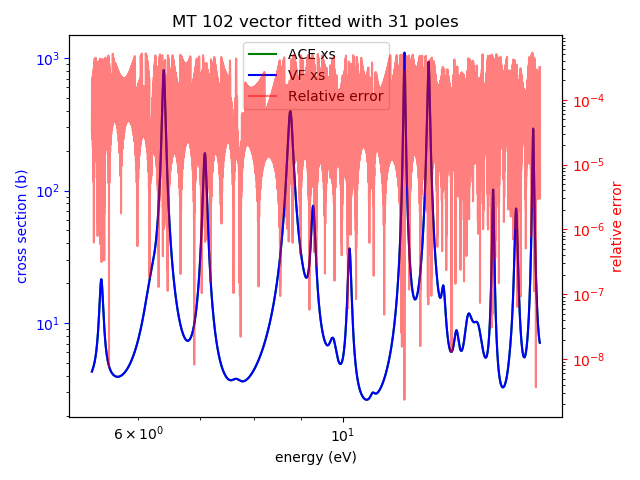 MT 102 vector fitted with 31 poles
ACE xs
VF xs
Relative error
10³
10²
10¹
cross section (b)
10⁻⁴
10⁻⁵
10⁻⁶
10⁻⁷
10⁻⁸
relative error
6 × 10⁰
10¹
energy (eV)